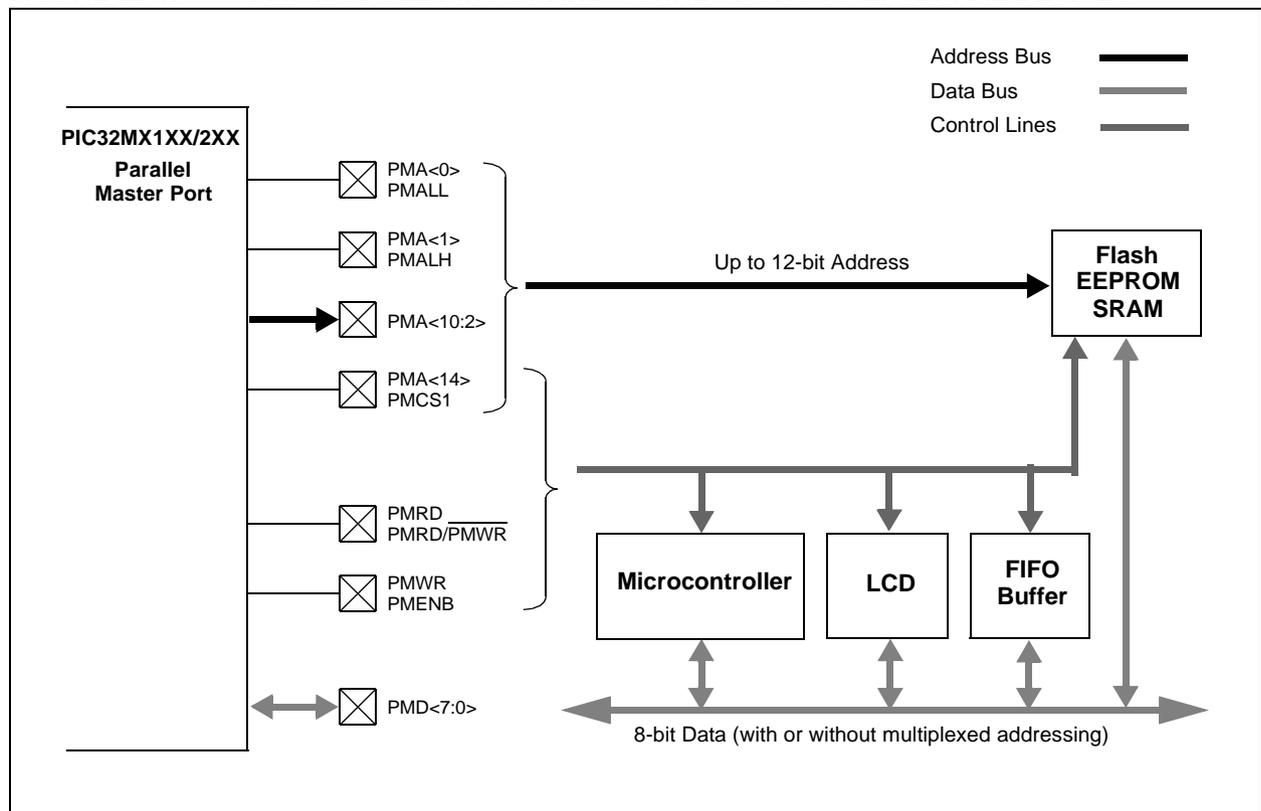 Address Bus
Data Bus
Control Lines
PIC32MX1XX/2XX
Parallel
Master Port
PMA<0>
PMALL
PMA<1>
PMALH
PMA<10:2>
PMA<14>
PMCS1
PMRD
PMRD/PMWR
PMWR
PMENB
PMD<7:0>
Up to 12-bit Address
Flash
EEPROM
SRAM
Microcontroller
LCD
FIFO
Buffer
8-bit Data (with or without multiplexed addressing)